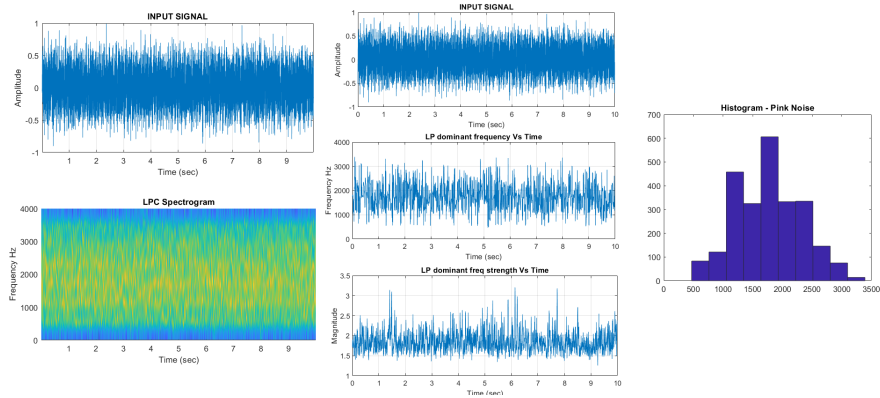 INPUT SIGNAL
1
0.5
0
-0.5
-1
Amplitude
1 2 3 4 5 6 7 8 9
Time (sec)
LPC Spectrogram
4000
3000
2000
1000
0
Frequency Hz
1 2 3 4 5 6 7 8 9
Time (sec)
INPUT SIGNAL
1
0.5
0
-0.5
-1
Amplitude
0 1 2 3 4 5 6 7 8 9 10
Time (sec)
LP dominant frequency Vs Time
4000
3000
2000
1000
0
Frequency Hz
0 1 2 3 4 5 6 7 8 9 10
Time (sec)
LP dominant freq strength Vs Time
3.5
3
2.5
2
1.5
1
Magnitude
0 1 2 3 4 5 6 7 8 9 10
Time (sec)
Histogram - Pink Noise
700
600
500
400
300
200
100
0
0 500 1000 1500 2000 2500 3000 3500